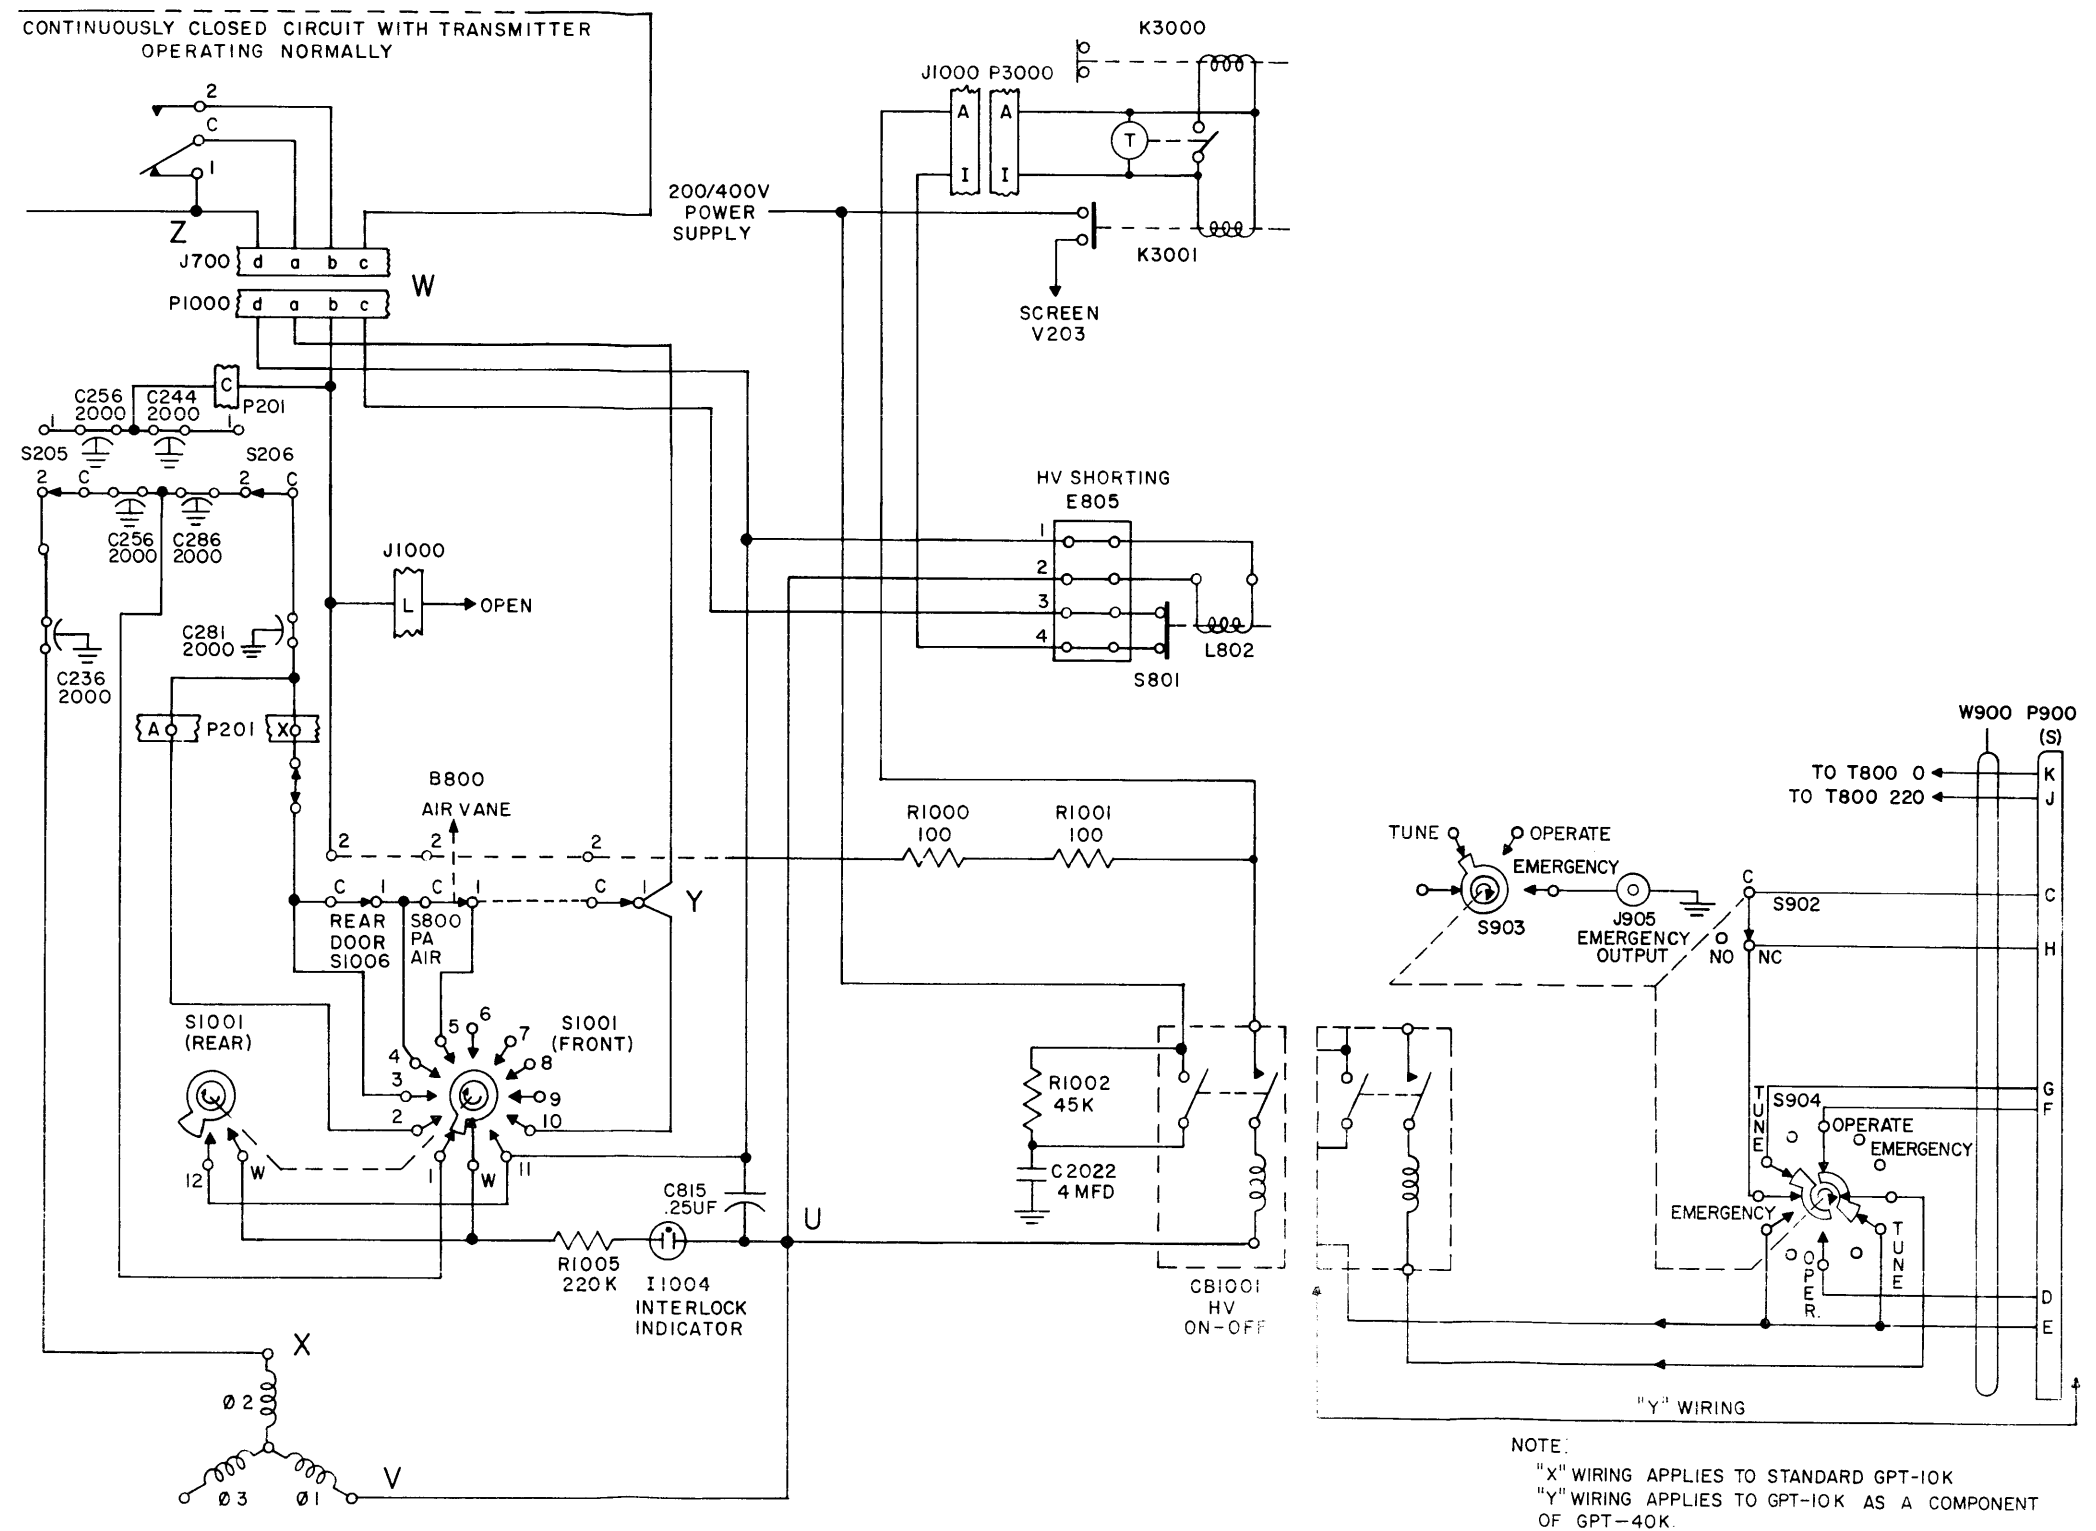 CONTINUOUSLY CLOSED CIRCUIT WITH TRANSMITTER
OPERATING NORMALLY
2
C
1
Z
J700 d a b c
W
P1000 d a b c
K3000
J1000 P3000
A A
T
I I
200/400V
POWER
SUPPLY
K3001
SCREEN
V203
C
P201
C256
2000
C244
2000
1 1
S205
S206
2 C 2 C
C256
2000
C286
2000
J1000
L
OPEN
C281
2000
C236
2000
A P201 X
HV SHORTING
E805
1
2
3
4
L802
S801
B800
AIR VANE
2 2 2
R1000
100
R1001
100
C 1 C 1 C 1
Y
REAR
DOOR
S1006
S800
PA
AIR
S1001
(REAR)
S1001
(FRONT)
5 6 7
4 8
3 9
2 10
12 W 1 W 11
C815
.25UF
U
R1005
220K
I1004
INTERLOCK
INDICATOR
X
Ø2
Ø3 Ø1
V
R1002
45K
C2022
4 MFD
CB1001
HV
ON-OFF
W900 P900
(S)
TO T800 0 K
TO T800 220 J
TUNE OPERATE
EMERGENCY
S903
J905
EMERGENCY
OUTPUT
C
S902 C
NO NC H
TUNE
S904 G
F
OPERATE
EMERGENCY
EMERGENCY
TUNE
OPER.
D
E
"Y" WIRING
NOTE:
"X" WIRING APPLIES TO STANDARD GPT-10K
"Y" WIRING APPLIES TO GPT-10K AS A COMPONENT
OF GPT-40K.